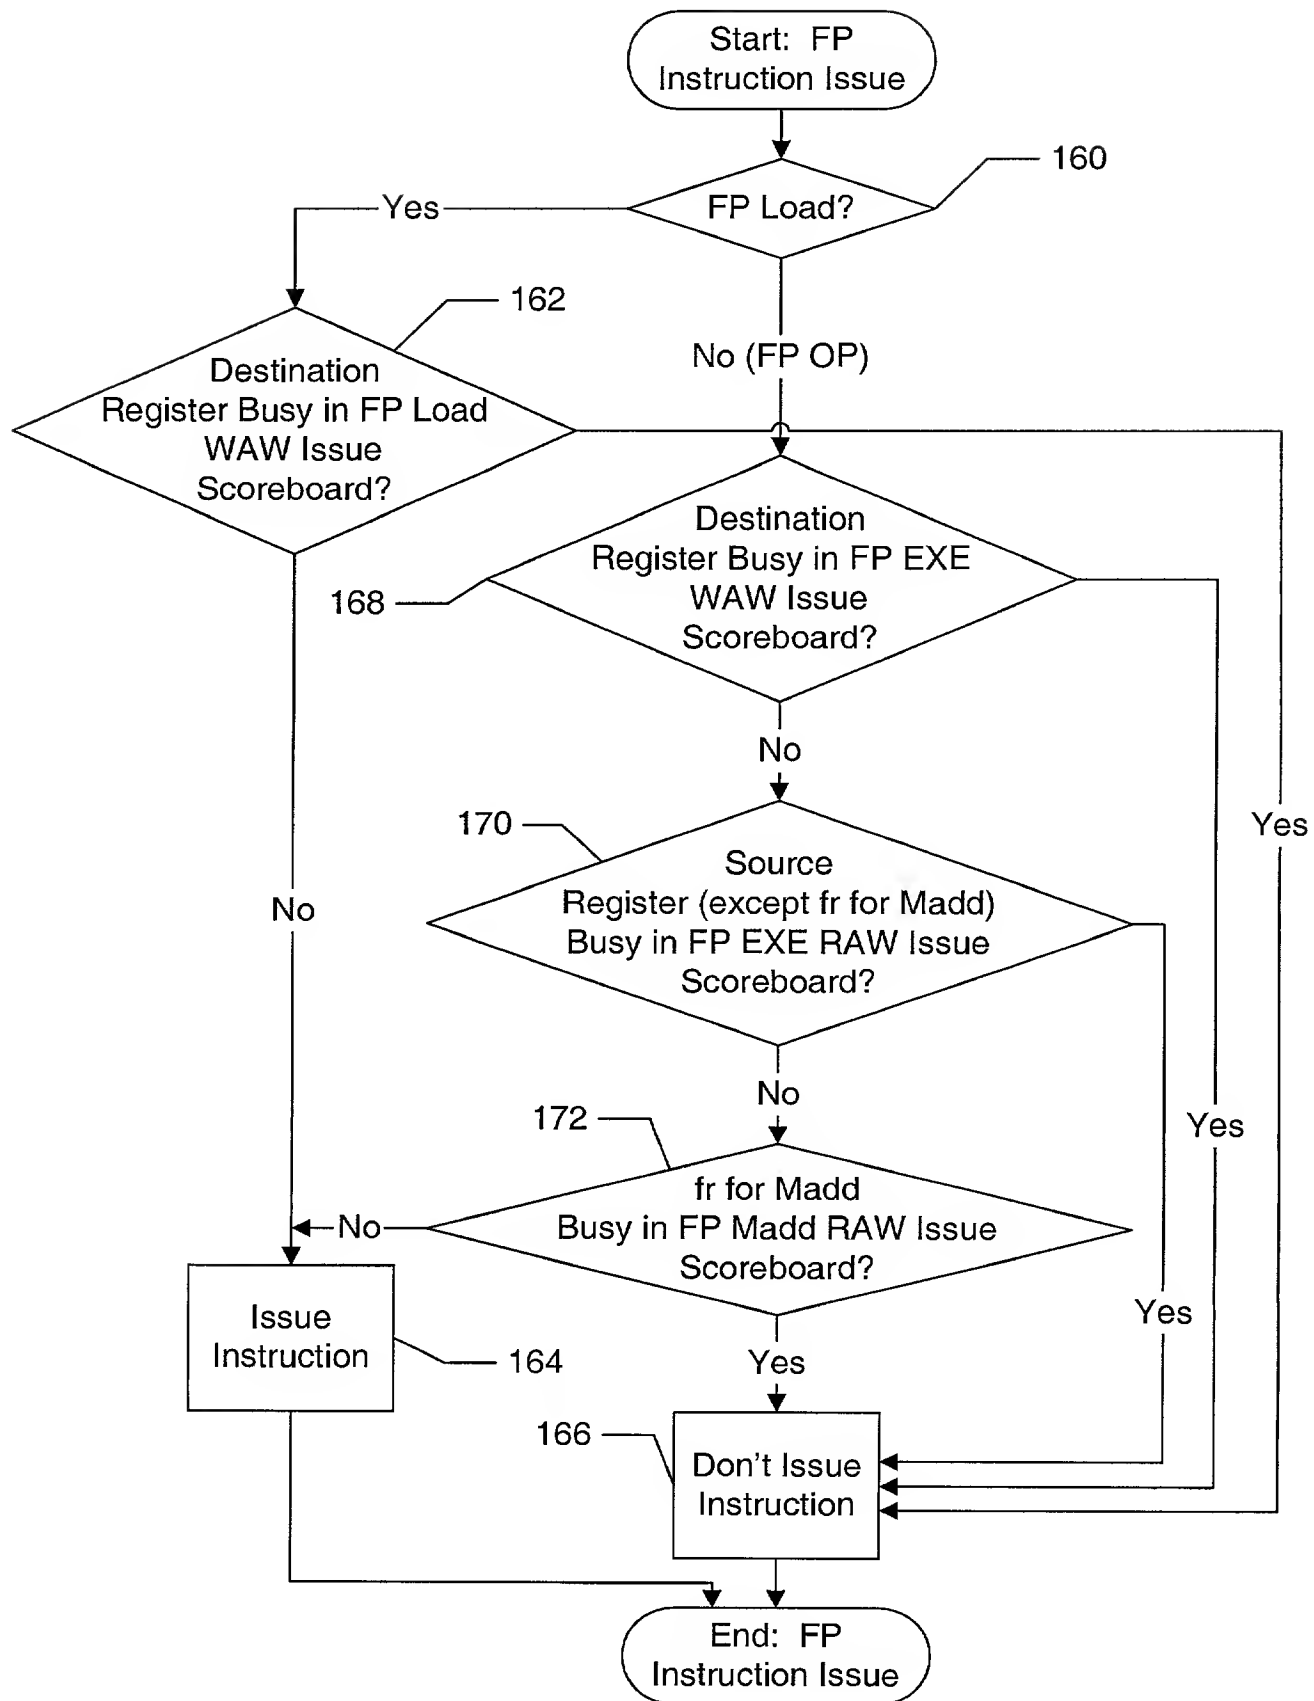 Start: FP
Instruction Issue
160
FP Load?
Yes
162
No (FP OP)
Destination
Register Busy in FP Load
WAW Issue
Scoreboard?
Destination
Register Busy in FP EXE
WAW Issue
Scoreboard?
168
No
170
Yes
Source
Register (except fr for Madd)
Busy in FP EXE RAW Issue
Scoreboard?
No
No
172
Yes
fr for Madd
Busy in FP Madd RAW Issue
Scoreboard?
No
Issue
Instruction
164
Yes
Yes
166
Don't Issue
Instruction
End: FP
Instruction Issue